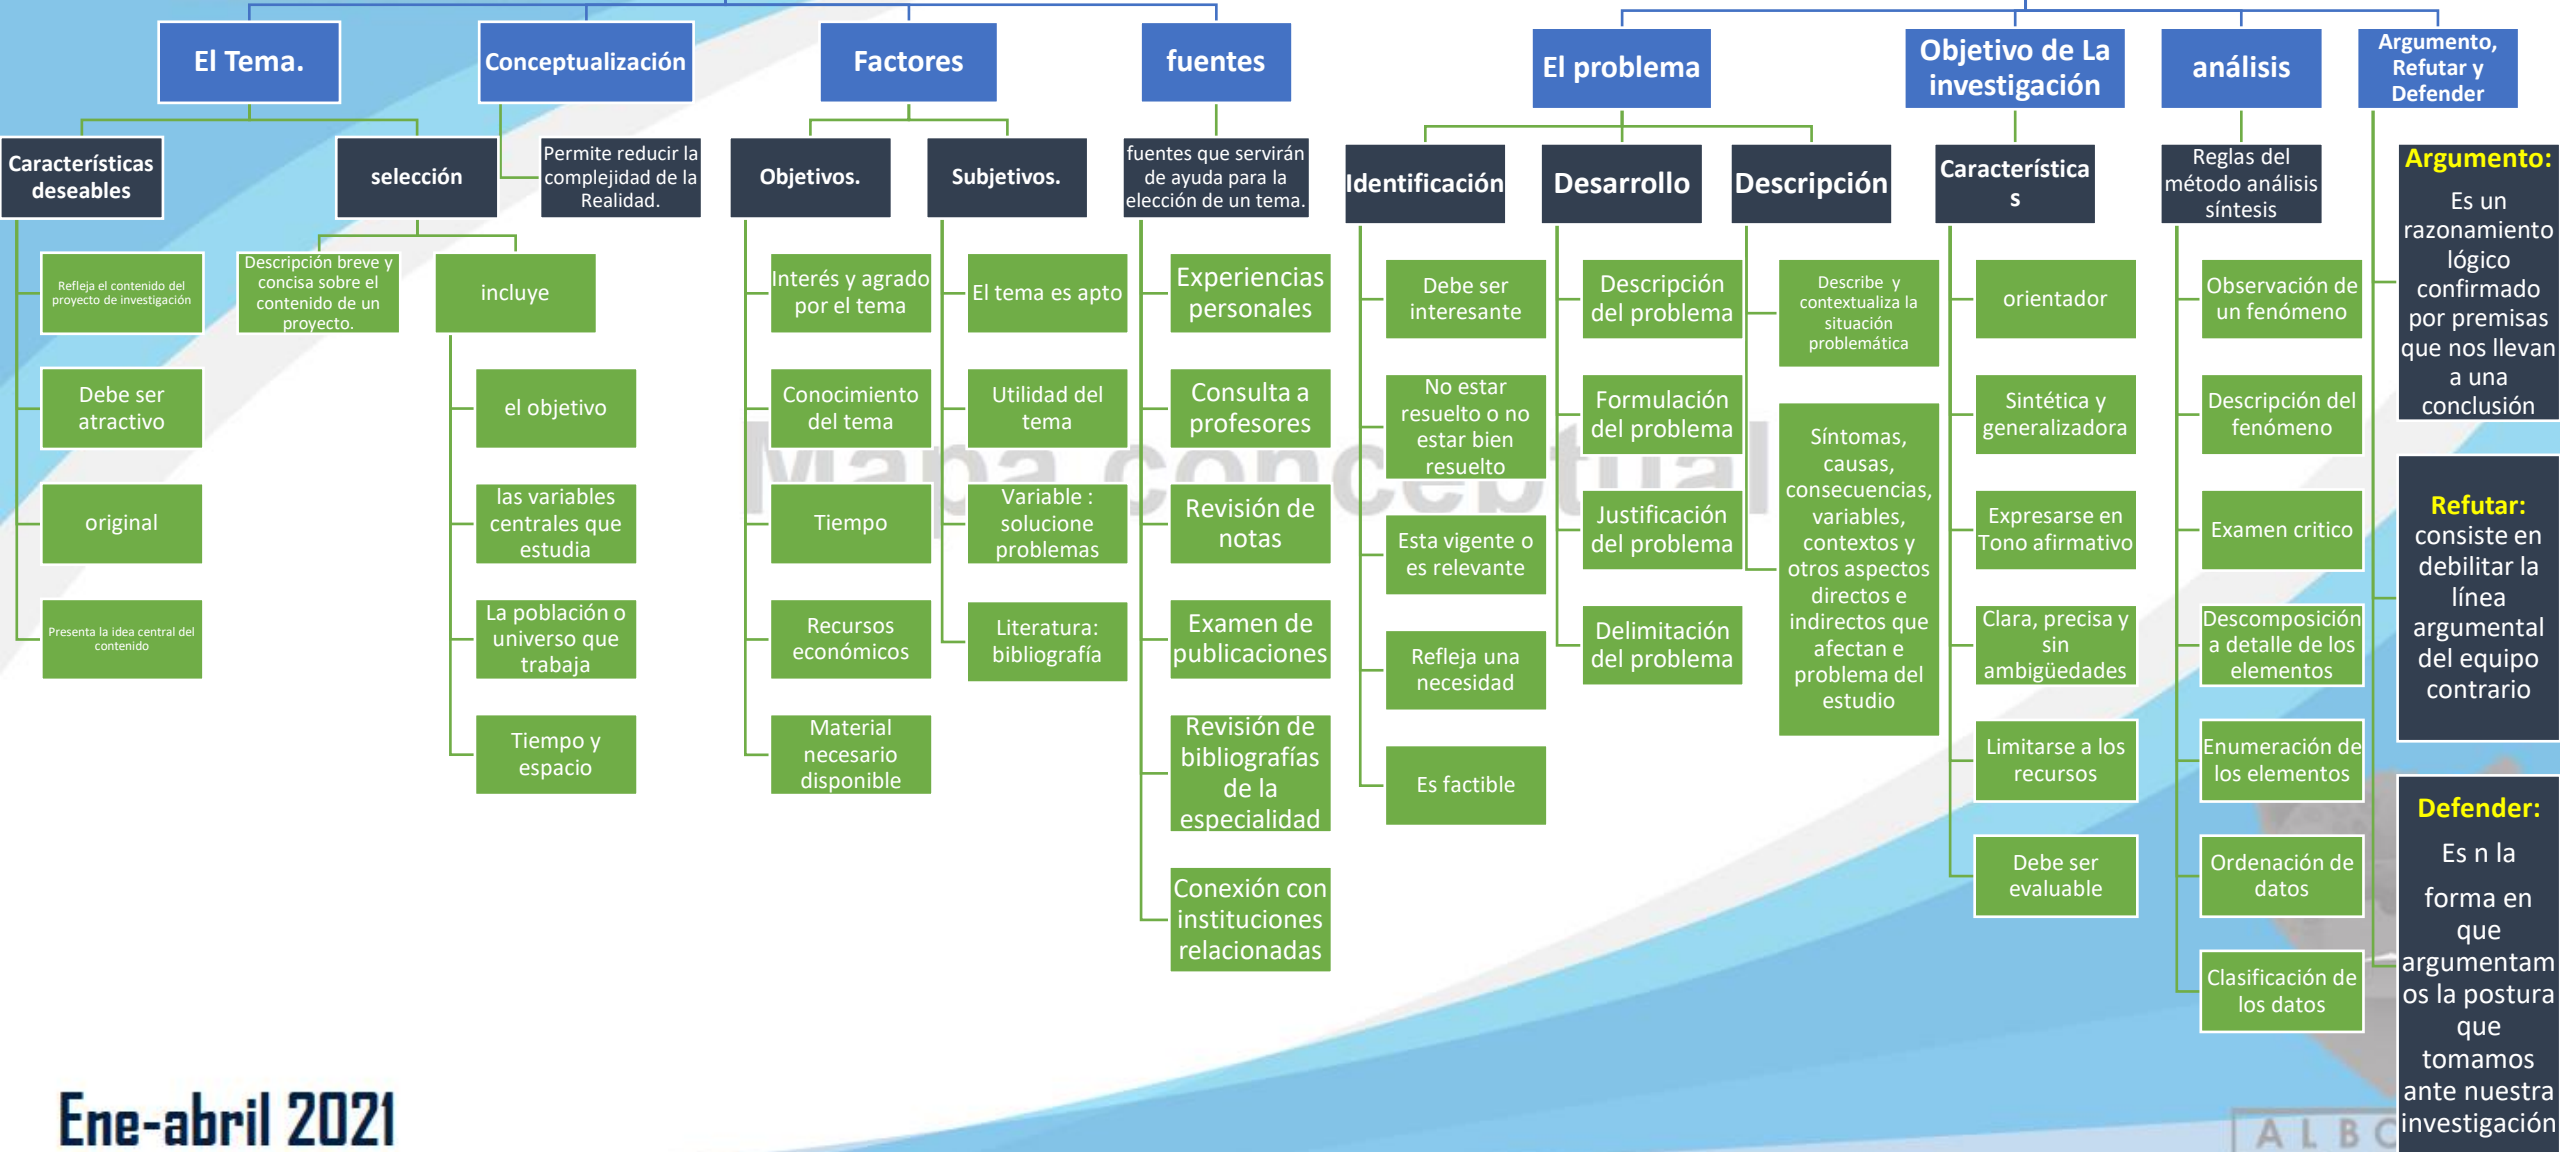 El Tema.
Conceptualización
Factores
fuentes
El problema
Objetivo de La
investigación
análisis
Argumento,
Refutar y
Defender
Características
deseables
selección
Permite reducir la
complejidad de la
Realidad.
Objetivos.
Subjetivos.
fuentes que servirán
de ayuda para la
elección de un tema.
Identificación
Desarrollo
Descripción
Característica
s
Reglas del
método análisis
síntesis
Refleja el contenido del
proyecto de investigación
Debe ser
atractivo
original
Presenta la idea central del
contenido
Descripción breve y
concisa sobre el
contenido de un
proyecto.
incluye
el objetivo
las variables
centrales que
estudia
La población o
universo que
trabaja
Tiempo y
espacio
Interés y agrado
por el tema
Conocimiento
del tema
Tiempo
Recursos
económicos
Material
necesario
disponible
El tema es apto
Utilidad del
tema
Variable :
solucione
problemas
Literatura:
bibliografía
Experiencias
personales
Consulta a
profesores
Revisión de
notas
Examen de
publicaciones
Revisión de
bibliografías
de la
especialidad
Conexión con
instituciones
relacionadas
Debe ser
interesante
No estar
resuelto o no
estar bien
resuelto
Esta vigente o
es relevante
Refleja una
necesidad
Es factible
Descripción
del problema
Formulación
del problema
Justificación
del problema
Delimitación
del problema
Describe y
contextualiza la
situación
problemática
Síntomas,
causas,
consecuencias,
variables,
contextos y
otros aspectos
directos e
indirectos que
afectan e
problema del
estudio
orientador
Sintética y
generalizadora
Expresarse en
Tono afirmativo
Clara, precisa y
sin
ambigüedades
Limitarse a los
recursos
Debe ser
evaluable
Observación de
un fenómeno
Descripción del
fenómeno
Examen critico
Descomposición
a detalle de los
elementos
Enumeración de
los elementos
Ordenación de
datos
Clasificación de
los datos
Argumento:
Es un
razonamiento
lógico
confirmado
por premisas
que nos llevan
a una
conclusión
Refutar:
consiste en
debilitar la
línea
argumental
del equipo
contrario
Defender:
Es n la
forma en
que
argumentam
os la postura
que
tomamos
ante nuestra
investigación
Mapa conceptual
Ene-abril 2021